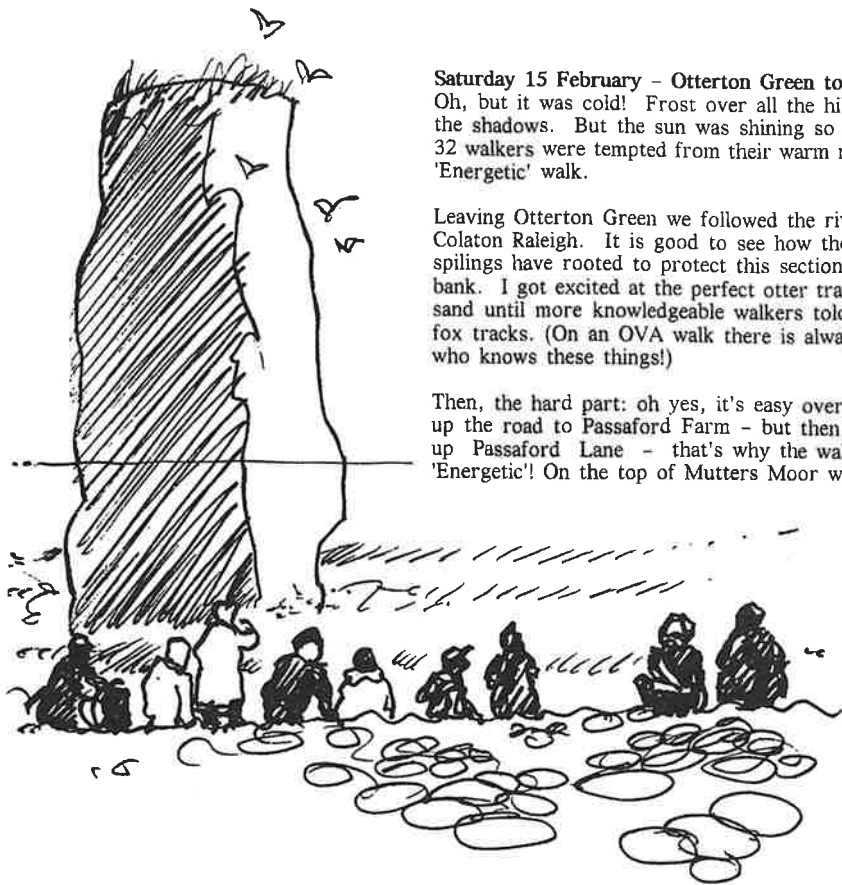 Saturday 15 February – Otterton Green to
Oh, but it was cold! Frost over all the hi
the shadows. But the sun was shining so
32 walkers were tempted from their warm
'Energetic' walk.
Leaving Otterton Green we followed the ri
Colaton Raleigh. It is good to see how the
spilings have rooted to protect this section
bank. I got excited at the perfect otter tra
sand until more knowledgeable walkers told
fox tracks. (On an OVA walk there is alwa
who knows these things!)
Then, the hard part: oh yes, it's easy over
up the road to Passaford Farm – but then
up Passaford Lane – that's why the wal
'Energetic'! On the top of Mutters Moor w